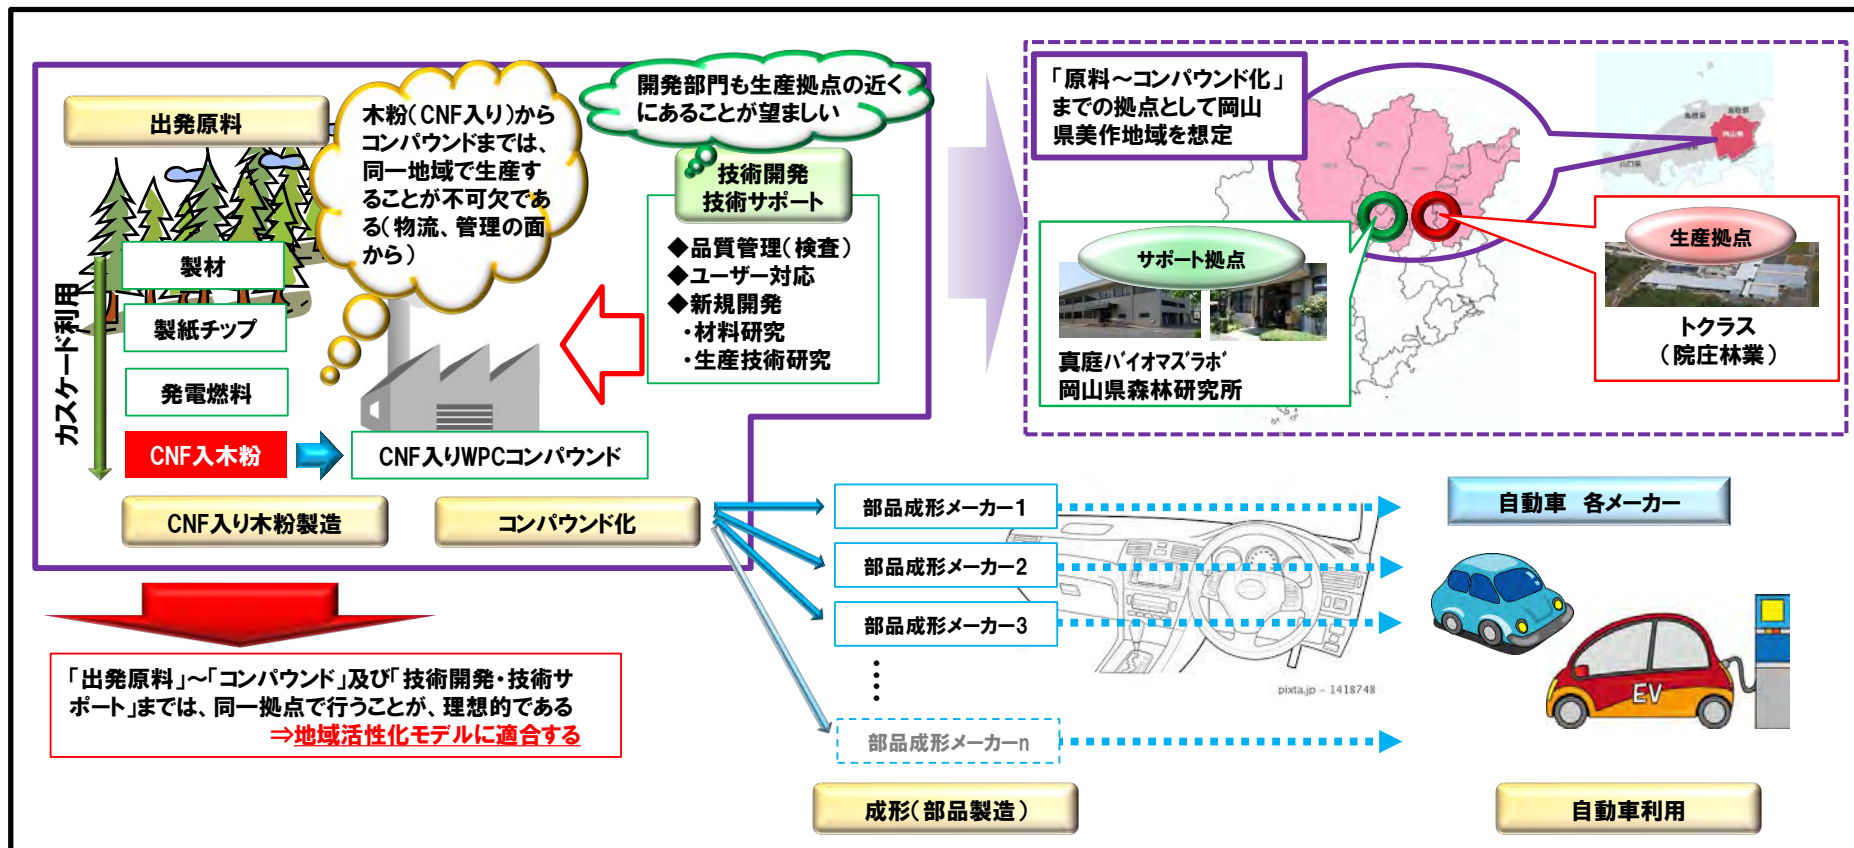 出発原料
木粉（CNF入り）から
コンパウンドまでは、
同一地域で生産す
ることが不可欠であ
る（物流、管理の面
から）
開発部門も生産拠点の近く
にあることが望ましい
技術開発
技術サポート
◆品質管理（検査）
◆ユーザー対応
◆新規開発
・材料研究
・生産技術研究
カスケード利用
製材
製紙チップ
発電燃料
CNF入木粉
CNF入りWPCコンパウンド
CNF入り木粉製造
コンパウンド化
「原料～コンパウンド化」
までの拠点として岡山
県美作地域を想定
鳥取県
岡山県
山口県
サポート拠点
真庭ﾊﾞｲｵﾏｽﾞﾗﾎﾞ
岡山県森林研究所
生産拠点
トクラス
（院庄林業）
「出発原料」～「コンパウンド」及び「技術開発・技術サ
ポート」までは、同一拠点で行うことが、理想的である
⇒地域活性化モデルに適合する
部品成形メーカー1
部品成形メーカー2
部品成形メーカー3
部品成形メーカーn
成形（部品製造）
pixta.jp - 1418748
自動車　各メーカー
EV
自動車利用